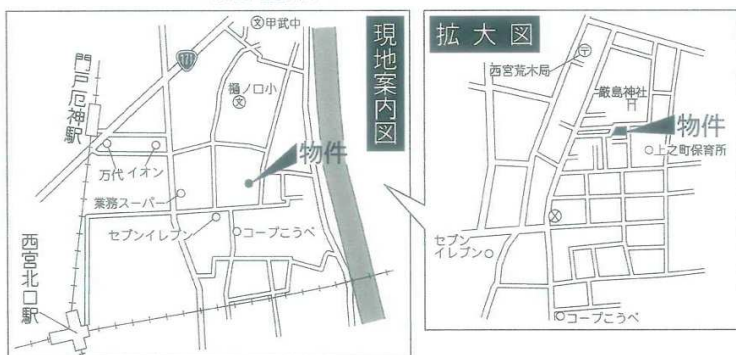 現地案内図
甲武中
171
樋ノ口小
門戸厄神駅
物件
万代
イオン
業務スーパー
セブンイレブン
コープこうべ
西宮北口駅
拡大図
西宮荒木局
厳島神社
物件
上之町保育所
セブン
イレブン
コープこうべ